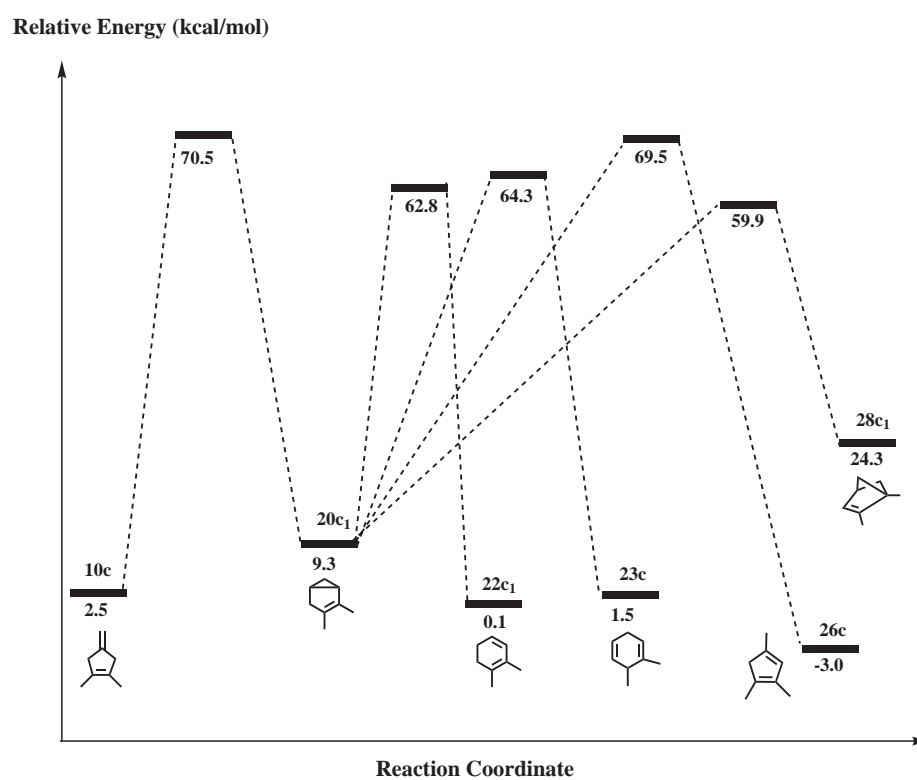 Relative Energy (kcal/mol)
70.5
62.8
64.3
69.5
59.9
28c1
24.3
20c1
9.3
10c
2.5
22c1
0.1
23c
1.5
26c
-3.0
Reaction Coordinate